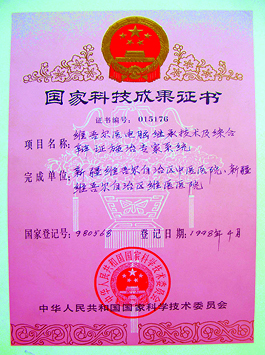 国家科技成果证书
证书编号：015176
项目名称：维吾尔医电脑继承技术及综合
辨证施治专家系统
完成单位：新疆维吾尔自治区中医医院、新疆
维吾尔自治区维医医院
国家登记号：980568 登记日期：1998年4月
中华人民共和国国家科学技术委员会